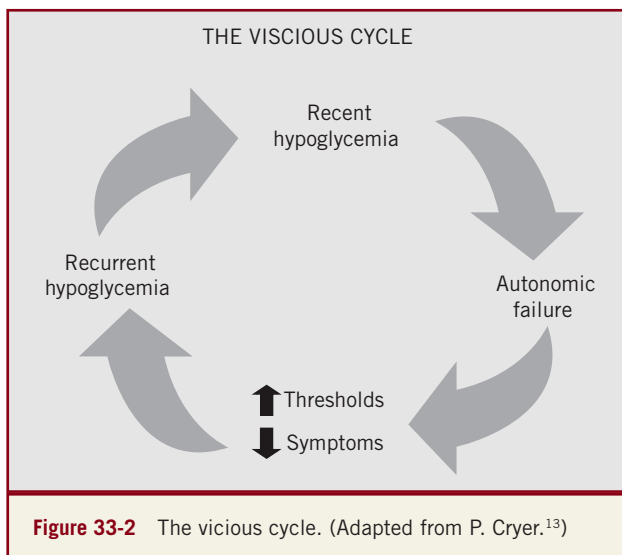 THE VISCIOUS CYCLE
Recent
hypoglycemia
Autonomic
failure
Thresholds
Symptoms
Recurrent
hypoglycemia
Figure 33-2 The vicious cycle. (Adapted from P. Cryer.¹³)